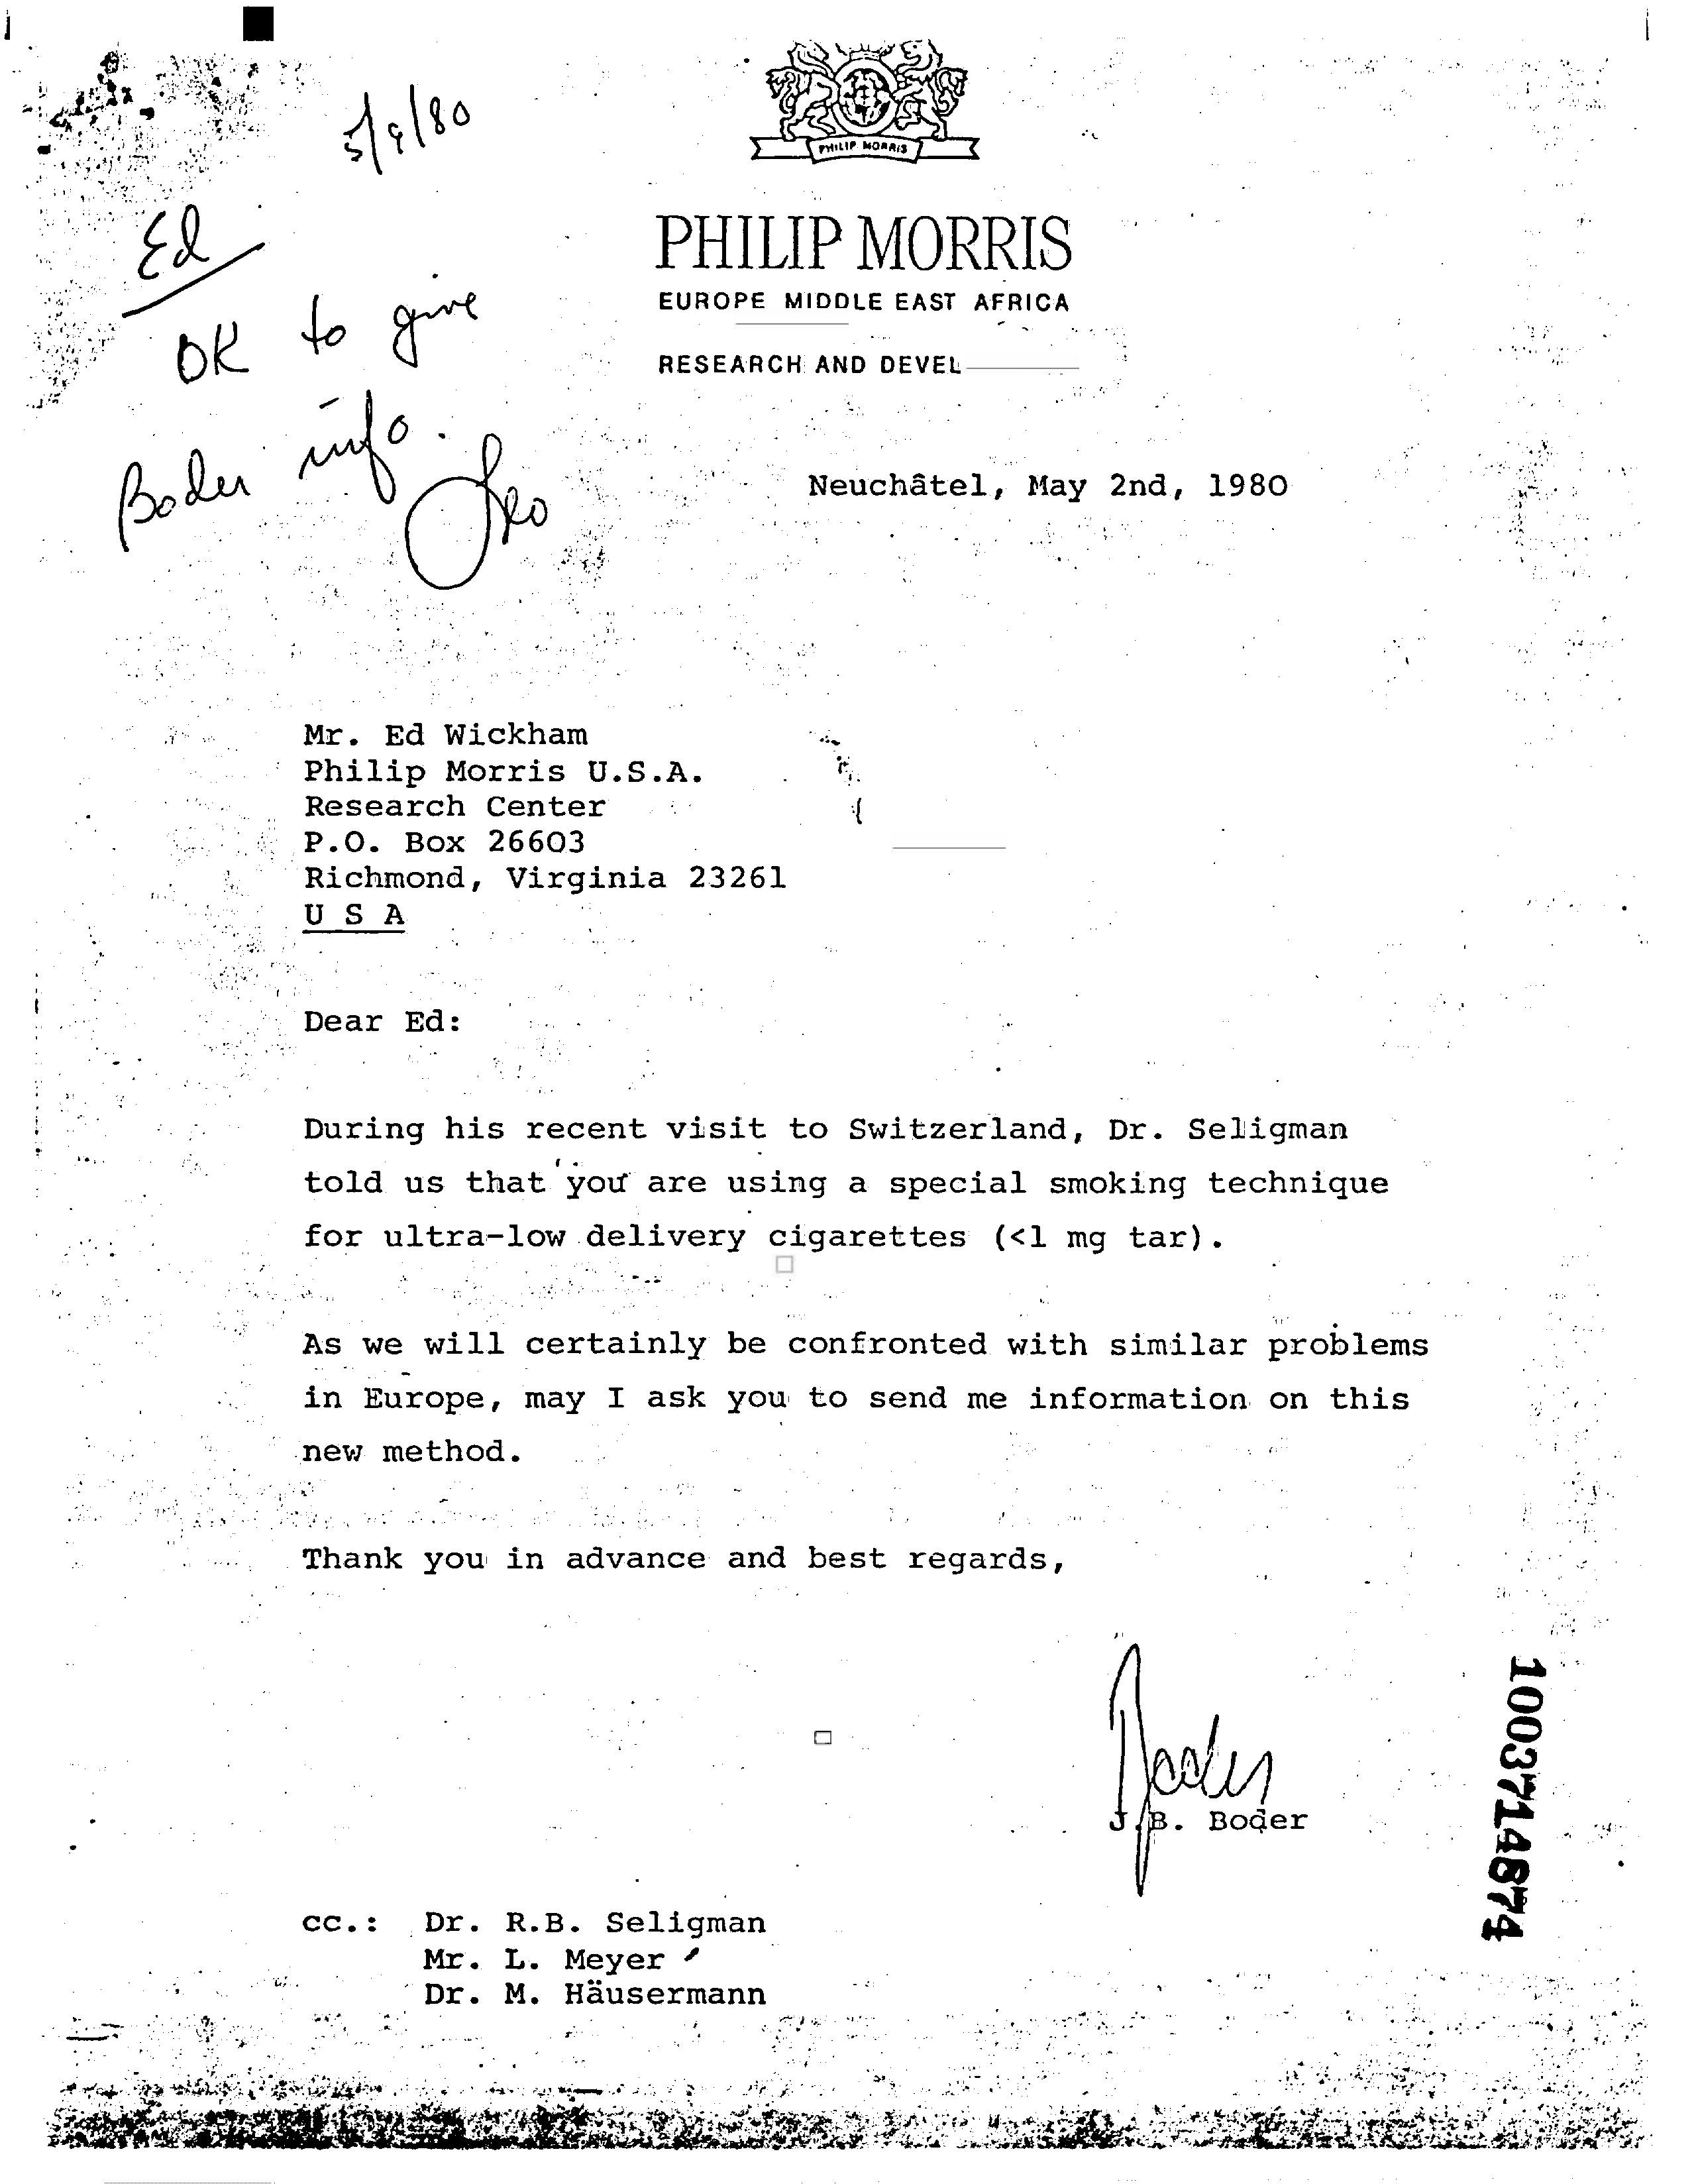 5/9/80
Ed
OK to give
Boder info.
Leo
PHILIP MORRIS
PHILIP MORRIS
EUROPE MIDDLE EAST AFRICA
RESEARCH AND DEVEL
Neuchâtel, May 2nd, 1980
Mr. Ed Wickham
Philip Morris U.S.A.
Research Center
P.O. Box 26603
Richmond, Virginia 23261
U S A
Dear Ed:
During his recent visit to Switzerland, Dr. Seligman
told us that you are using a special smoking technique
for ultra-low delivery cigarettes (<1 mg tar).
As we will certainly be confronted with similar problems
in Europe, may I ask you to send me information on this
new method.
Thank you in advance and best regards,
Boder
J.B. Boder
cc.: Dr. R.B. Seligman
Mr. L. Meyer
Dr. M. Häusermann
1003714874